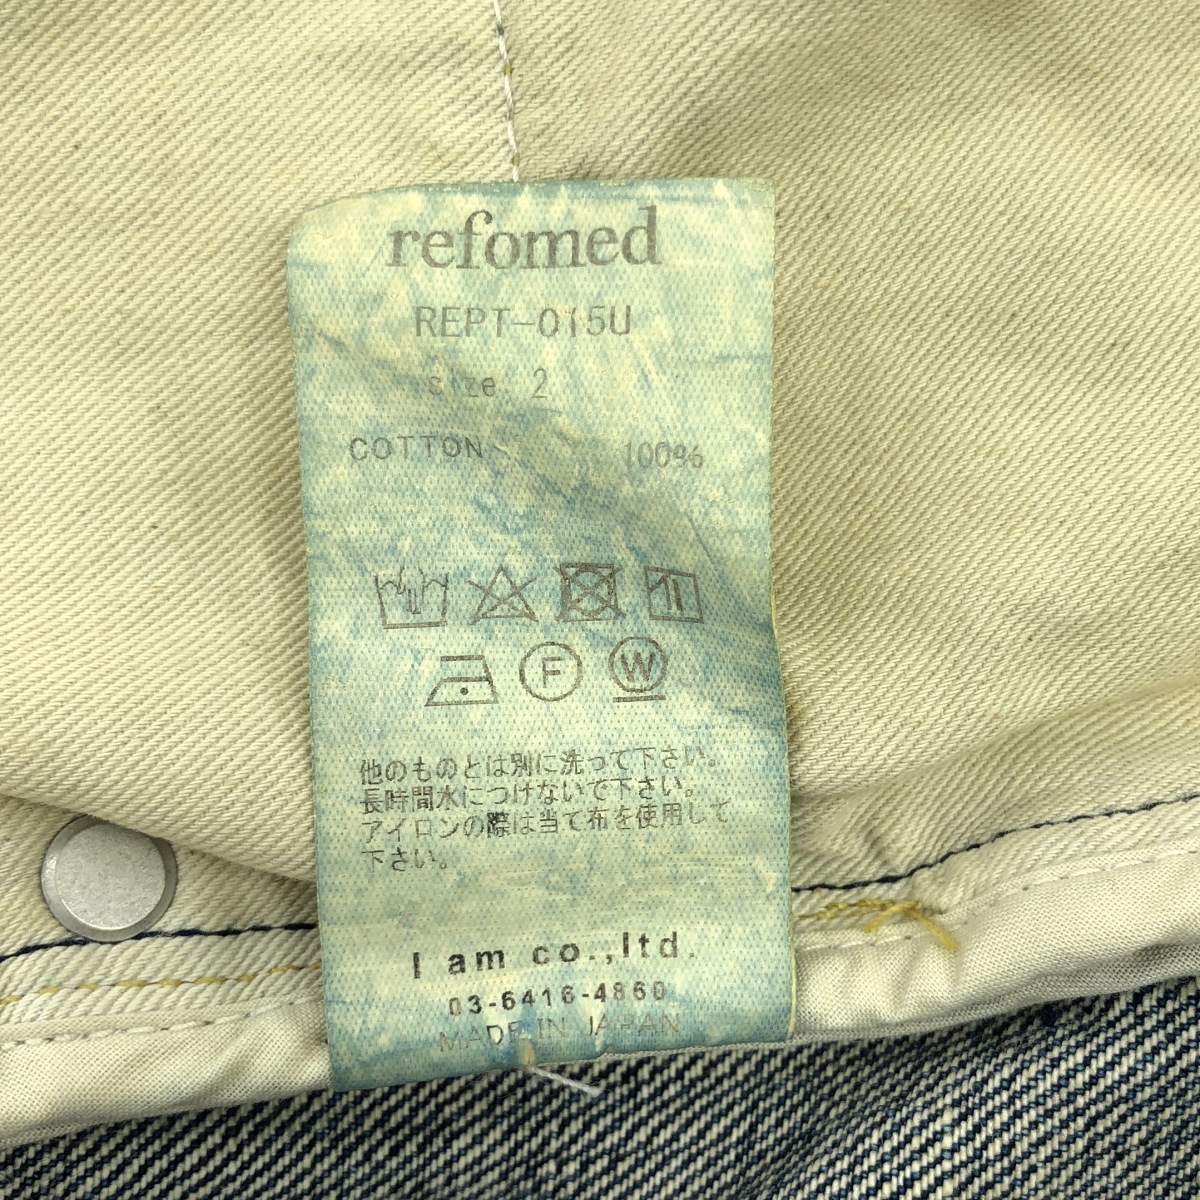 refomed
REPT-015U
size 2
COTTON 100%
F W
他のものとは別に洗って下さい。
長時間水につけないで下さい。
アイロンの際は当て布を使用して
下さい。
I am co.,ltd.
03-6416-4860
MADE IN JAPAN